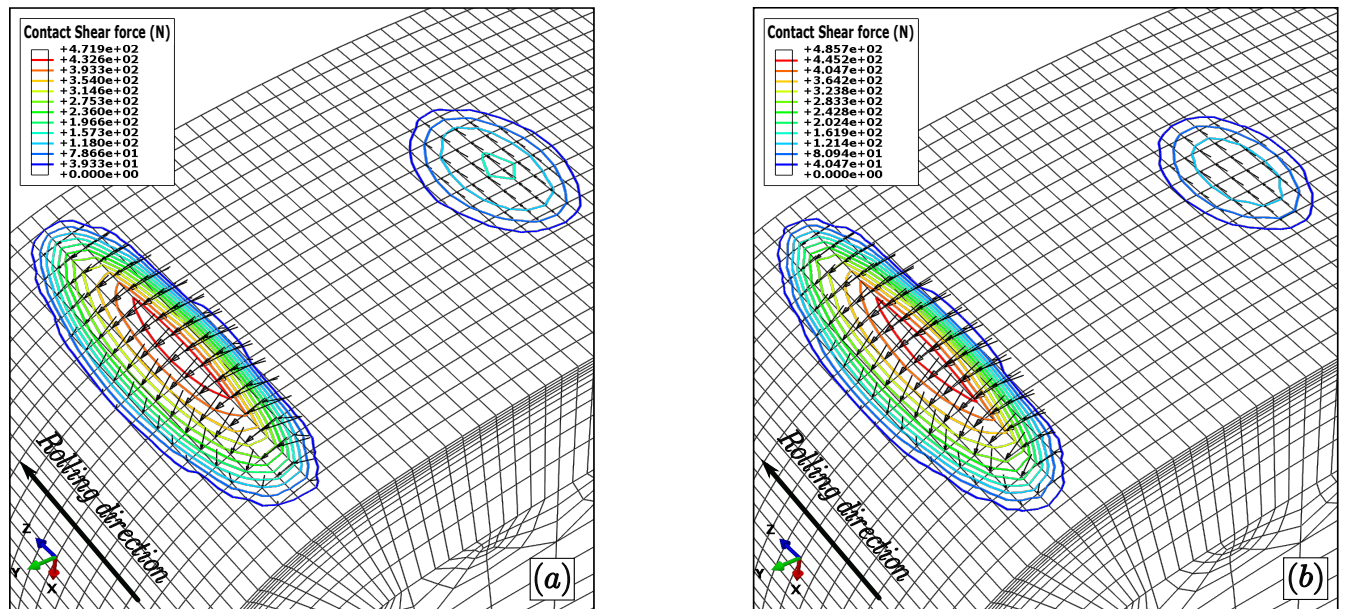 Contact Shear force (N)
+4.719e+02
+4.326e+02
+3.933e+02
+3.540e+02
+3.146e+02
+2.753e+02
+2.360e+02
+1.966e+02
+1.573e+02
+1.180e+02
+7.866e+01
+3.933e+01
+0.000e+00
Rolling direction
Z
Y
X
(a)
Contact Shear force (N)
+4.857e+02
+4.452e+02
+4.047e+02
+3.642e+02
+3.238e+02
+2.833e+02
+2.428e+02
+2.024e+02
+1.619e+02
+1.214e+02
+8.094e+01
+4.047e+01
+0.000e+00
Rolling direction
Z
Y
X
(b)